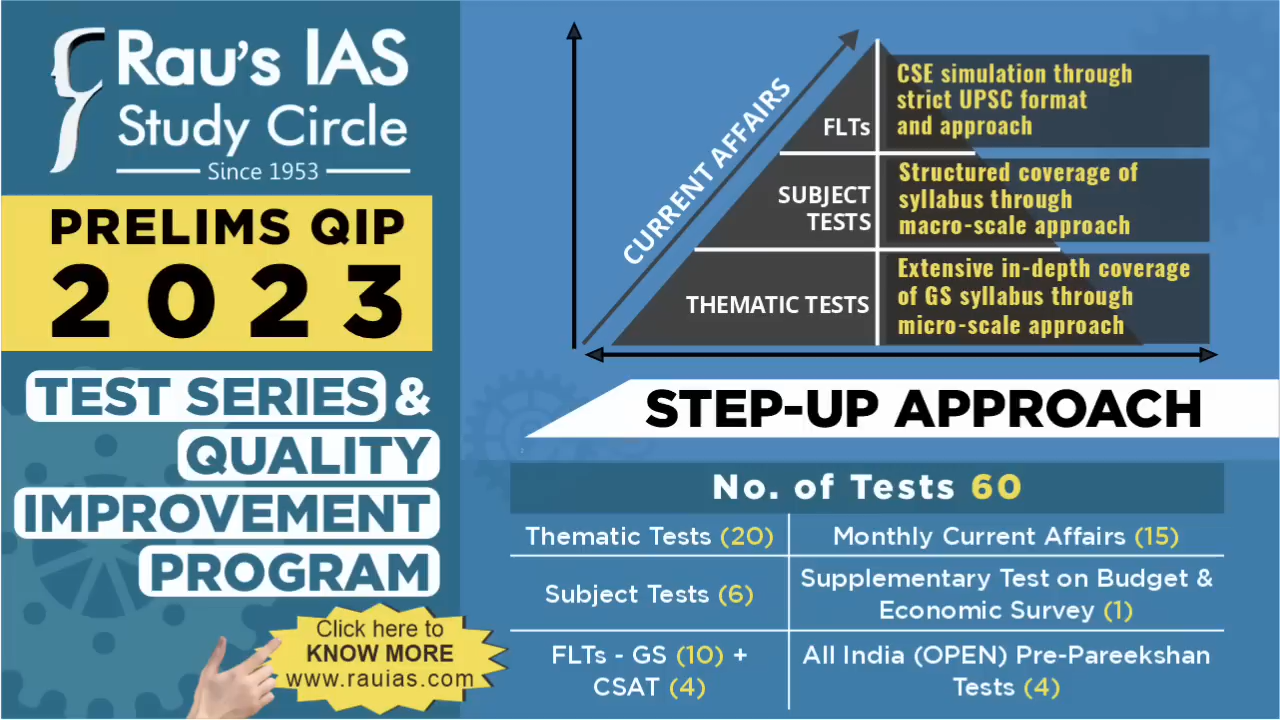 Rau's IAS
Study Circle
Since 1953
PRELIMS QIP
2023
TEST SERIES &
QUALITY
IMPROVEMENT
PROGRAM
Click here to
KNOW MORE
www.rauias.com
CURRENT AFFAIRS
FLTs
CSE simulation through
strict UPSC format
and approach
SUBJECT
TESTS
Structured coverage of
syllabus through
macro-scale approach
THEMATIC TESTS
Extensive in-depth coverage
of GS syllabus through
micro-scale approach
STEP-UP APPROACH
No. of Tests 60
Thematic Tests (20)
Monthly Current Affairs (15)
Subject Tests (6)
Supplementary Test on Budget &
Economic Survey (1)
FLTs - GS (10) +
CSAT (4)
All India (OPEN) Pre-Pareekshan
Tests (4)